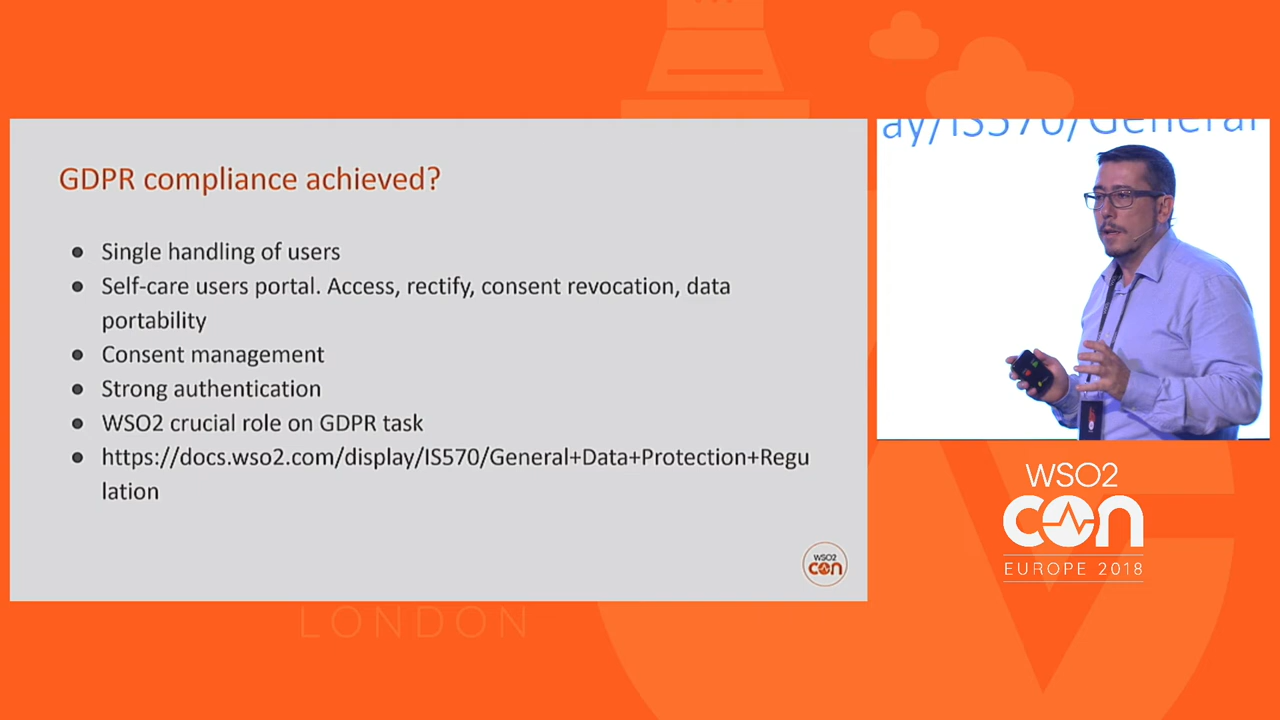 GDPR compliance achieved?
● Single handling of users
● Self-care users portal. Access, rectify, consent revocation, data
portability
● Consent management
● Strong authentication
● WSO2 crucial role on GDPR task
● https://docs.wso2.com/display/IS570/General+Data+Protection+Regu
lation
WSO2
con
ay/IS570/General
WSO2
con
EUROPE 2018
LONDON